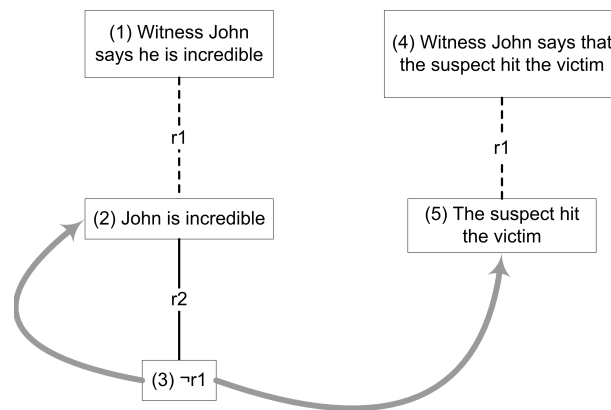 (1) Witness John
says he is incredible
(4) Witness John says that
the suspect hit the victim
r1
r1
(2) John is incredible
(5) The suspect hit
the victim
r2
(3) ¬r1